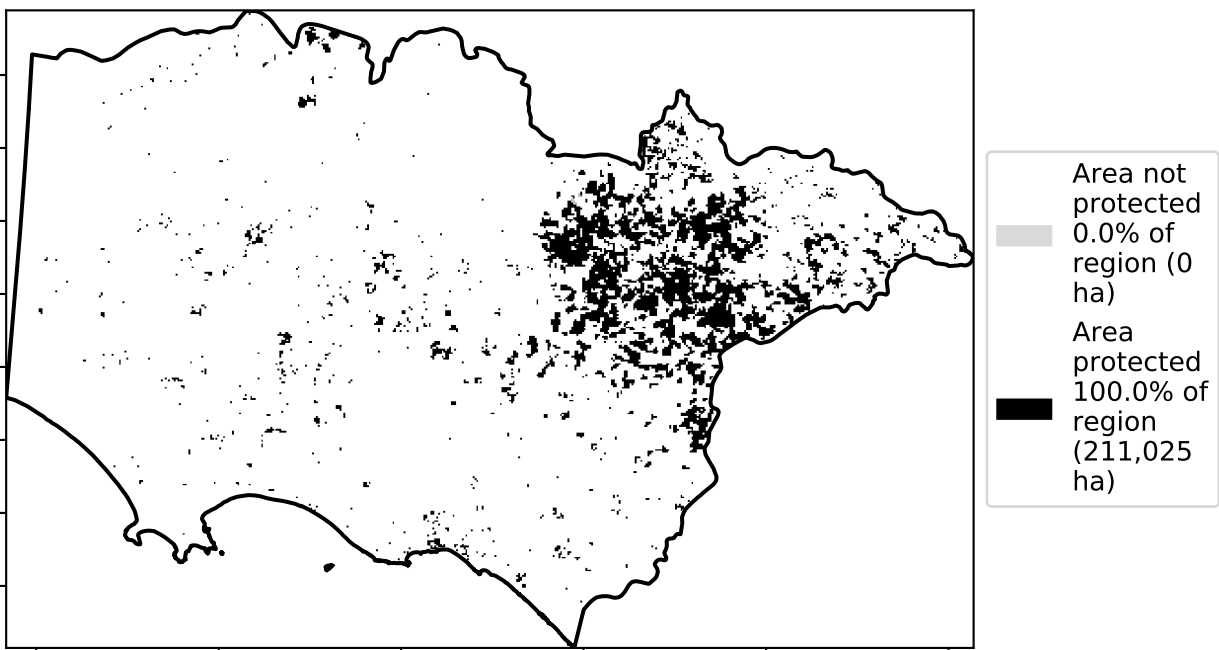 Area not
protected
0.0% of
region (0
ha)
Area
protected
100.0% of
region
(211,025
ha)